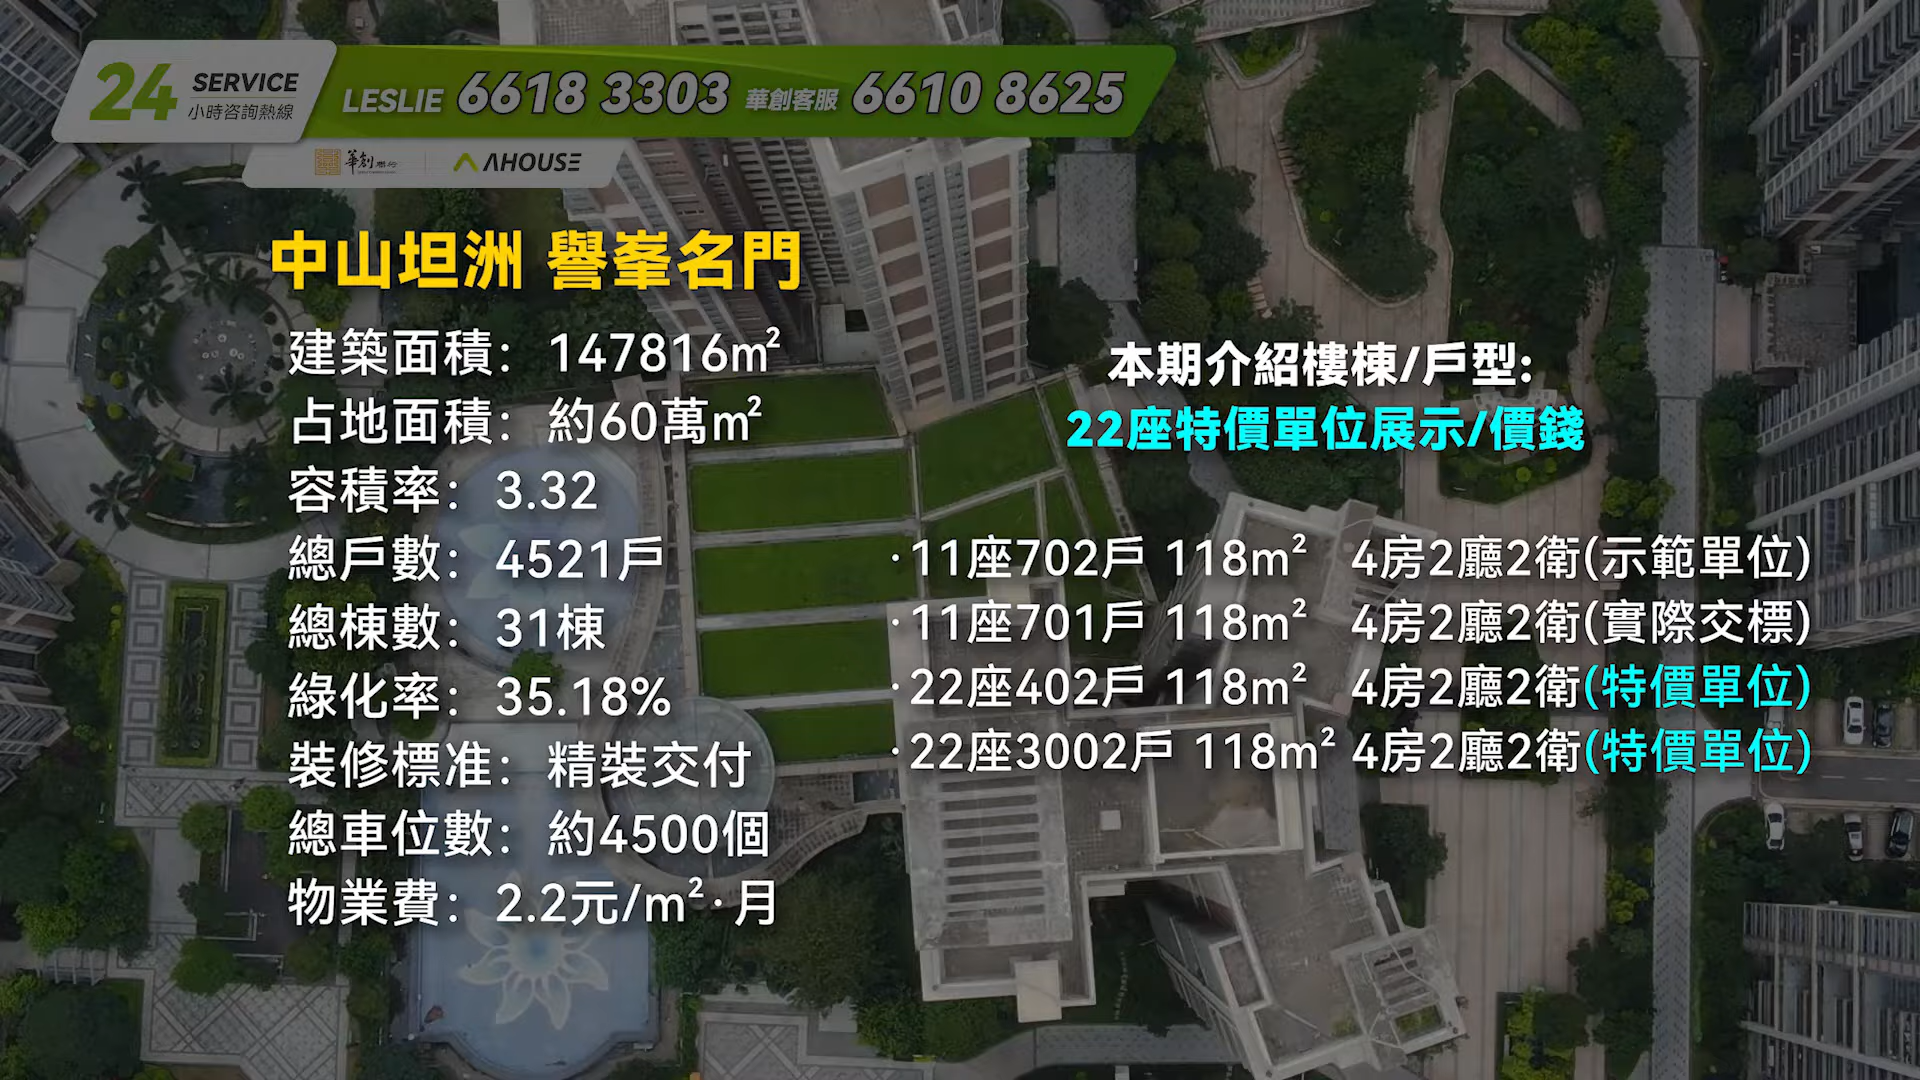 24 SERVICE
小時咨詢熱線
LESLIE 6618 3303 華創客服 6610 8625
華創 AHOUSE
中山坦洲 譽峯名門
建築面積：147816m²
占地面積：約60萬m²
容積率：3.32
總戶數：4521戶
總棟數：31棟
綠化率：35.18%
裝修標准：精裝交付
總車位數：約4500個
物業費：2.2元/m²·月
本期介紹樓棟/戶型:
22座特價單位展示/價錢
·11座702戶 118m² 4房2廳2衛(示範單位)
·11座701戶 118m² 4房2廳2衛(實際交標)
·22座402戶 118m² 4房2廳2衛(特價單位)
·22座3002戶 118m² 4房2廳2衛(特價單位)